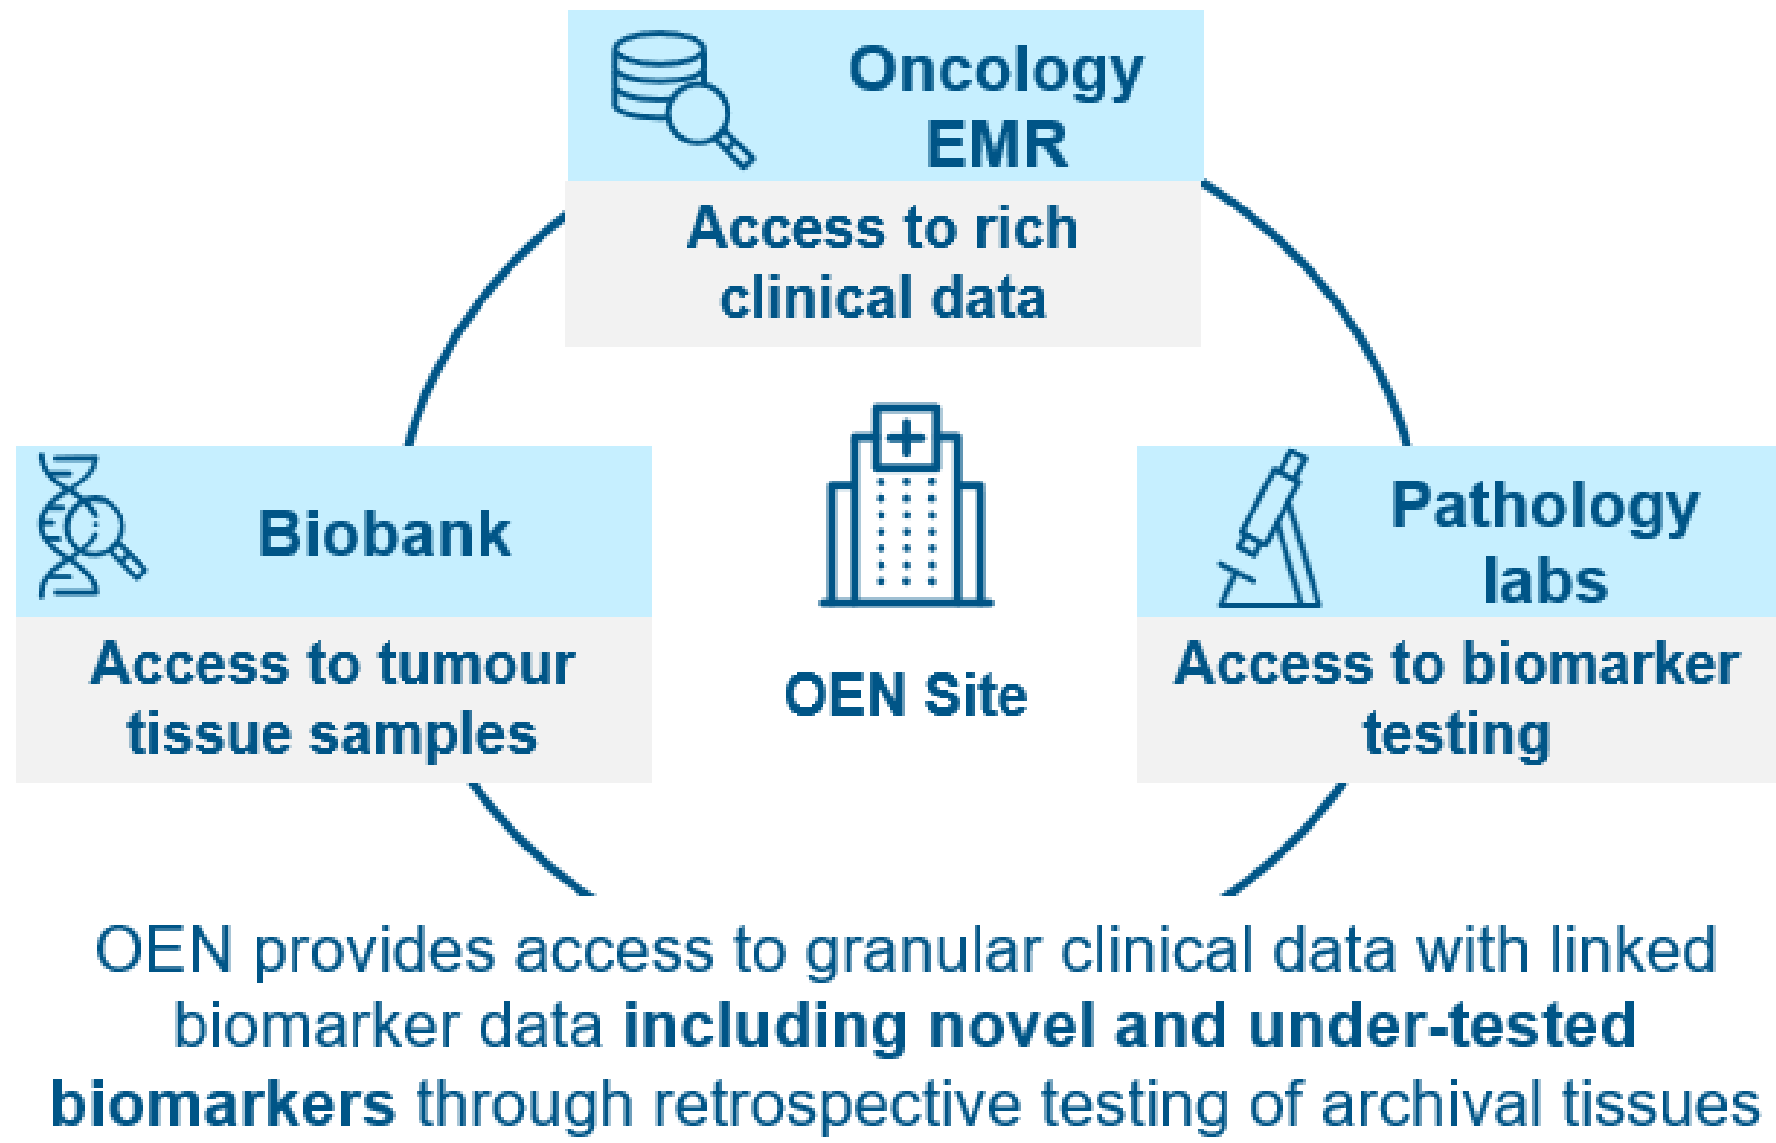 Oncology
EMR
Access to rich
clinical data
Biobank
Access to tumour
tissue samples
OEN Site
Pathology
labs
Access to biomarker
testing
OEN provides access to granular clinical data with linked
biomarker data including novel and under-tested
biomarkers through retrospective testing of archival tissues